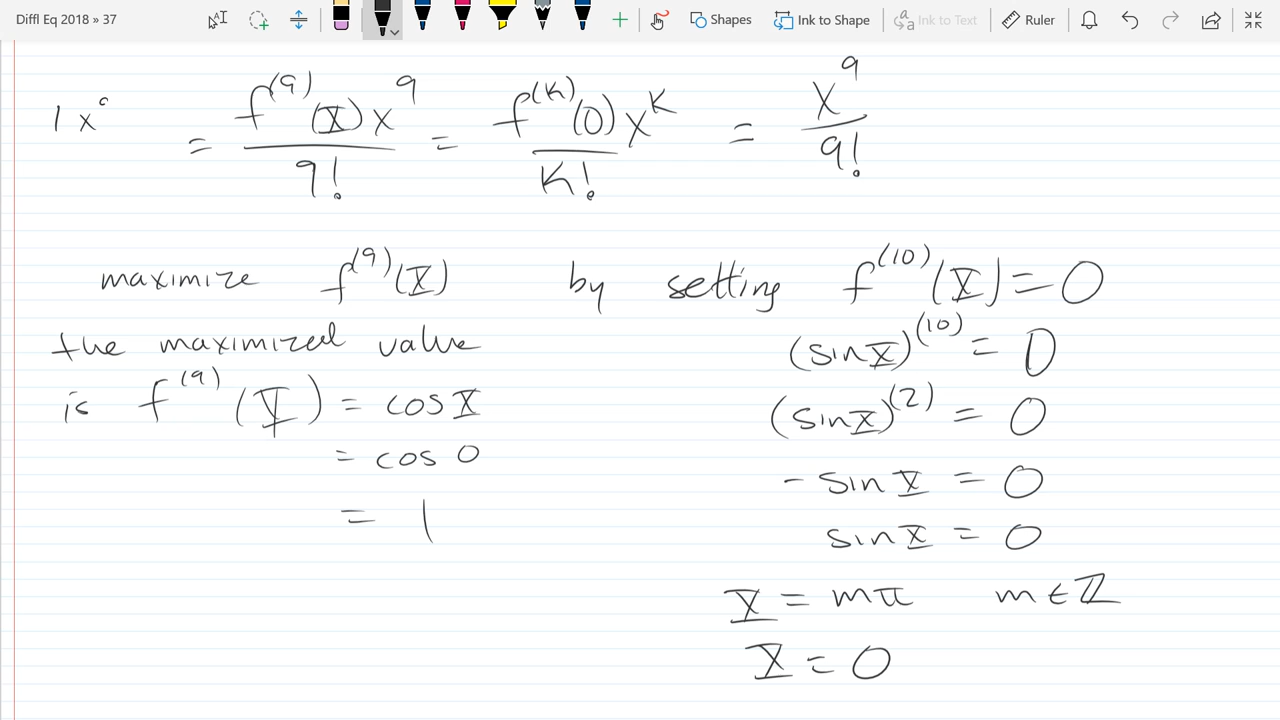 Diffl Eq 2018 » 37
Shapes
Ink to Shape
Ink to Text
Ruler
1 x⁰ = f⁽⁹⁾(X) x⁹ / 9! = f⁽ᴷ⁾(0) xᴷ / K! = x⁹ / 9!
maximize f⁽⁹⁾(X) by setting f⁽¹⁰⁾(X) = 0
the maximized value
is f⁽⁹⁾(X) = cos X
= cos 0
= 1
(sin X)⁽¹⁰⁾ = 0
(sin X)⁽²⁾ = 0
- sin X = 0
sin X = 0
X = mπ m ∈ ℤ
X = 0